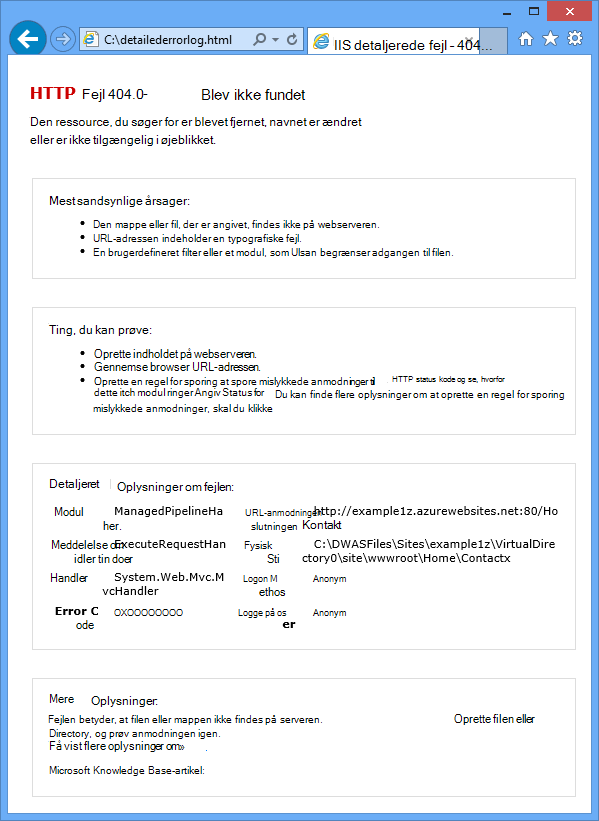 C:\detailederrorlog.html
IIS detaljerede fejl - 404...
HTTP Fejl 404.0- Blev ikke fundet
Den ressource, du søger for er blevet fjernet, navnet er ændret
eller er ikke tilgængelig i øjeblikket.
Mest sandsynlige årsager:
Den mappe eller fil, der er angivet, findes ikke på webserveren.
URL-adressen indeholder en typografiske fejl.
En brugerdefineret filter eller et modul, som Ulsan begrænser adgangen til filen.
Ting, du kan prøve:
Oprette indholdet på webserveren.
Gennemse browser URL-adressen.
Oprette en regel for sporing at spore mislykkede anmodninger til HTTP status kode og se, hvorfor
dette itch modul ringer Angiv Status for Du kan finde flere oplysninger om at oprette en regel for sporing
mislykkede anmodninger, skal du klikke
Detaljeret Oplysninger om fejlen:
Modul ManagedPipelineHa URL-anmodningen http://example1z.azurewebsites.net:80/Ho
her. slutningen Kontakt
Meddelelse om ExecuteRequestHan Fysisk C:\DWASFiles\Sites\example1z\VirtualDire
idler tin doer Sti ctory0\site\wwwroot\Home\Contactx
Handler System.Web.Mvc.M Logon M Anonym
vcHandler ethos
Error C OXOOOOOOOO Logge på os Anonym
ode er
Mere Oplysninger:
Fejlen betyder, at filen eller mappen ikke findes på serveren. Oprette filen eller
Directory, og prøv anmodningen igen.
Få vist flere oplysninger om» .
Microsoft Knowledge Base-artikel: